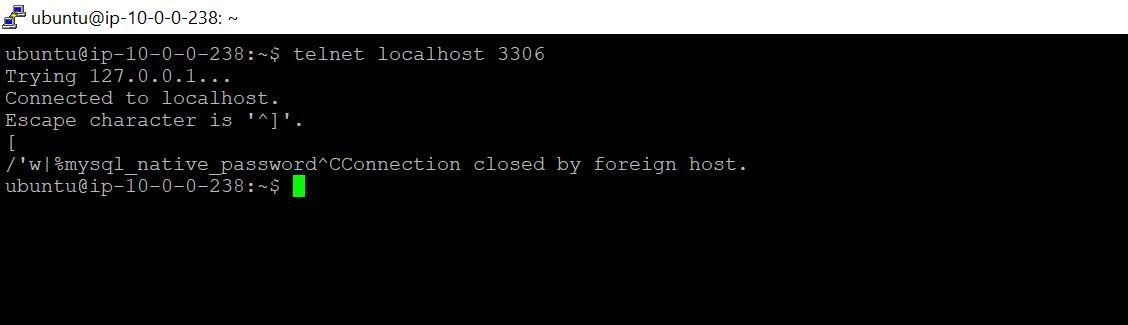 ubuntu@ip-10-0-0-238: ~
ubuntu@ip-10-0-0-238:~$ telnet localhost 3306
Trying 127.0.0.1...
Connected to localhost.
Escape character is '^]'.
[
/'w|%mysql_native_password^CConnection closed by foreign host.
ubuntu@ip-10-0-0-238:~$